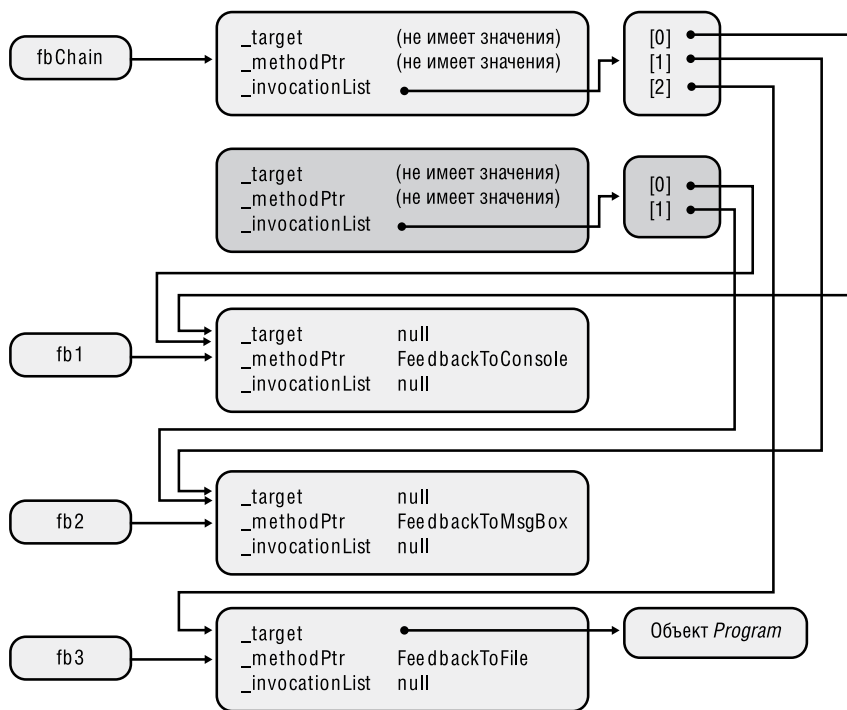 fbChain
_target (не имеет значения)
_methodPtr (не имеет значения)
_invocationList
[0]
[1]
[2]
_target (не имеет значения)
_methodPtr (не имеет значения)
_invocationList
[0]
[1]
fb1
_target null
_methodPtr FeedbackToConsole
_invocationList null
fb2
_target null
_methodPtr FeedbackToMsgBox
_invocationList null
fb3
_target
_methodPtr FeedbackToFile
_invocationList null
Объект Program